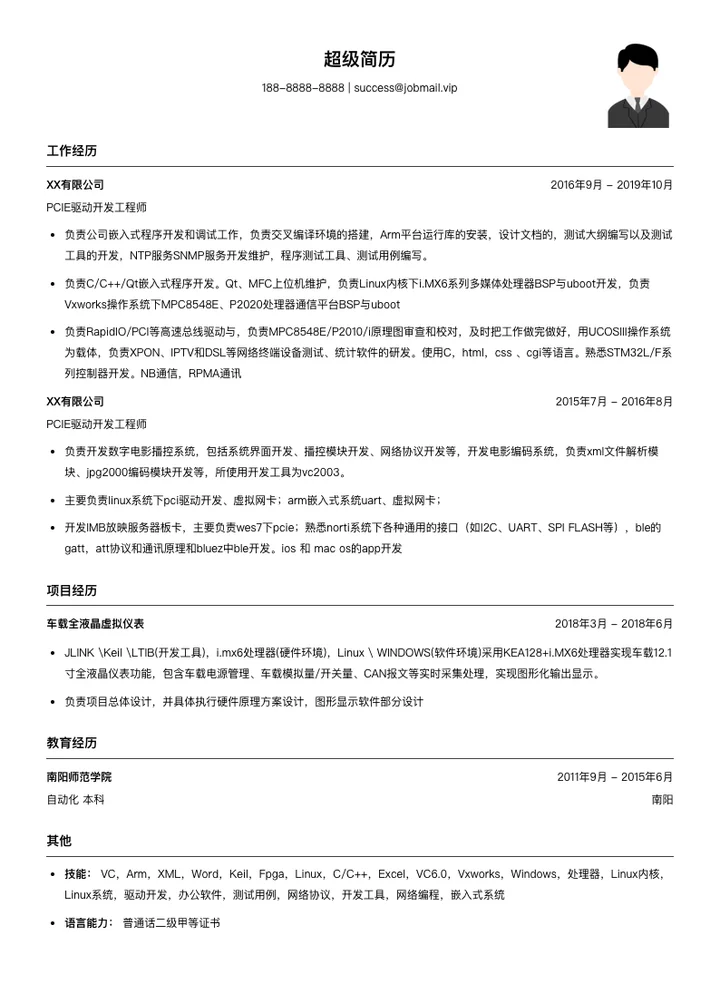 超级简历
188-8888-8888 | success@jobmail.vip
工作经历
XX有限公司 2016年9月 - 2019年10月
PCIE驱动开发工程师
• 负责公司嵌入式程序开发和调试工作，负责交叉编译环境的搭建，Arm平台运行库的安装，设计文档的，测试大纲编写以及测试
工具的开发，NTP服务SNMP服务开发维护，程序测试工具、测试用例编写。
• 负责C/C++/Qt嵌入式程序开发。Qt、MFC上位机维护，负责Linux内核下i.MX6系列多媒体处理器BSP与uboot开发，负责
Vxworks操作系统下MPC8548E、P2020处理器通信平台BSP与uboot
• 负责RapidIO/PCI等高速总线驱动与，负责MPC8548E/P2010/i原理图审查和校对，及时把工作做完做好，用UCOSIII操作系统
为载体，负责XPON、IPTV和DSL等网络终端设备测试、统计软件的研发。使用C，html，css 、cgi等语言。熟悉STM32L/F系
列控制器开发。NB通信，RPMA通讯
XX有限公司 2015年7月 - 2016年8月
PCIE驱动开发工程师
• 负责开发数字电影播控系统，包括系统界面开发、播控模块开发、网络协议开发等，开发电影编码系统，负责xml文件解析模
块、jpg2000编码模块开发等，所使用开发工具为vc2003。
• 主要负责linux系统下pci驱动开发、虚拟网卡；arm嵌入式系统uart、虚拟网卡；
• 开发IMB放映服务器板卡，主要负责wes7下pcie；熟悉norti系统下各种通用的接口（如I2C、UART、SPI FLASH等），ble的
gatt，att协议和通讯原理和bluez中ble开发。ios 和 mac os的app开发
项目经历
车载全液晶虚拟仪表 2018年3月 - 2018年6月
• JLINK \Keil \LTIB(开发工具)，i.mx6处理器(硬件环境)，Linux \ WINDOWS(软件环境)采用KEA128+i.MX6处理器实现车载12.1
寸全液晶仪表功能，包含车载电源管理、车载模拟量/开关量、CAN报文等实时采集处理，实现图形化输出显示。
• 负责项目总体设计，并具体执行硬件原理方案设计，图形显示软件部分设计
教育经历
南阳师范学院 2011年9月 - 2015年6月
自动化 本科 南阳
其他
• 技能： VC，Arm，XML，Word，Keil，Fpga，Linux，C/C++，Excel，VC6.0，Vxworks，Windows，处理器，Linux内核，
Linux系统，驱动开发，办公软件，测试用例，网络协议，开发工具，网络编程，嵌入式系统
• 语言能力： 普通话二级甲等证书